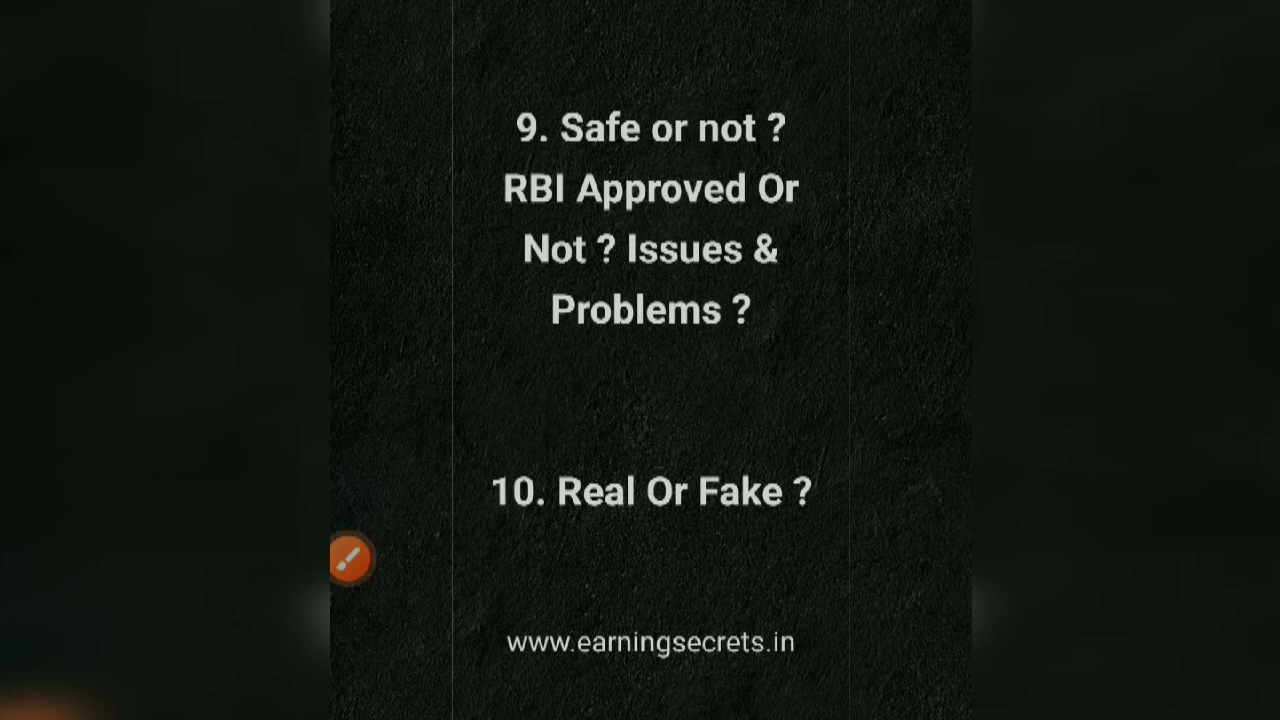 9. Safe or not ?
RBI Approved Or
Not ? Issues &
Problems ?
10. Real Or Fake ?
www.earningsecrets.in